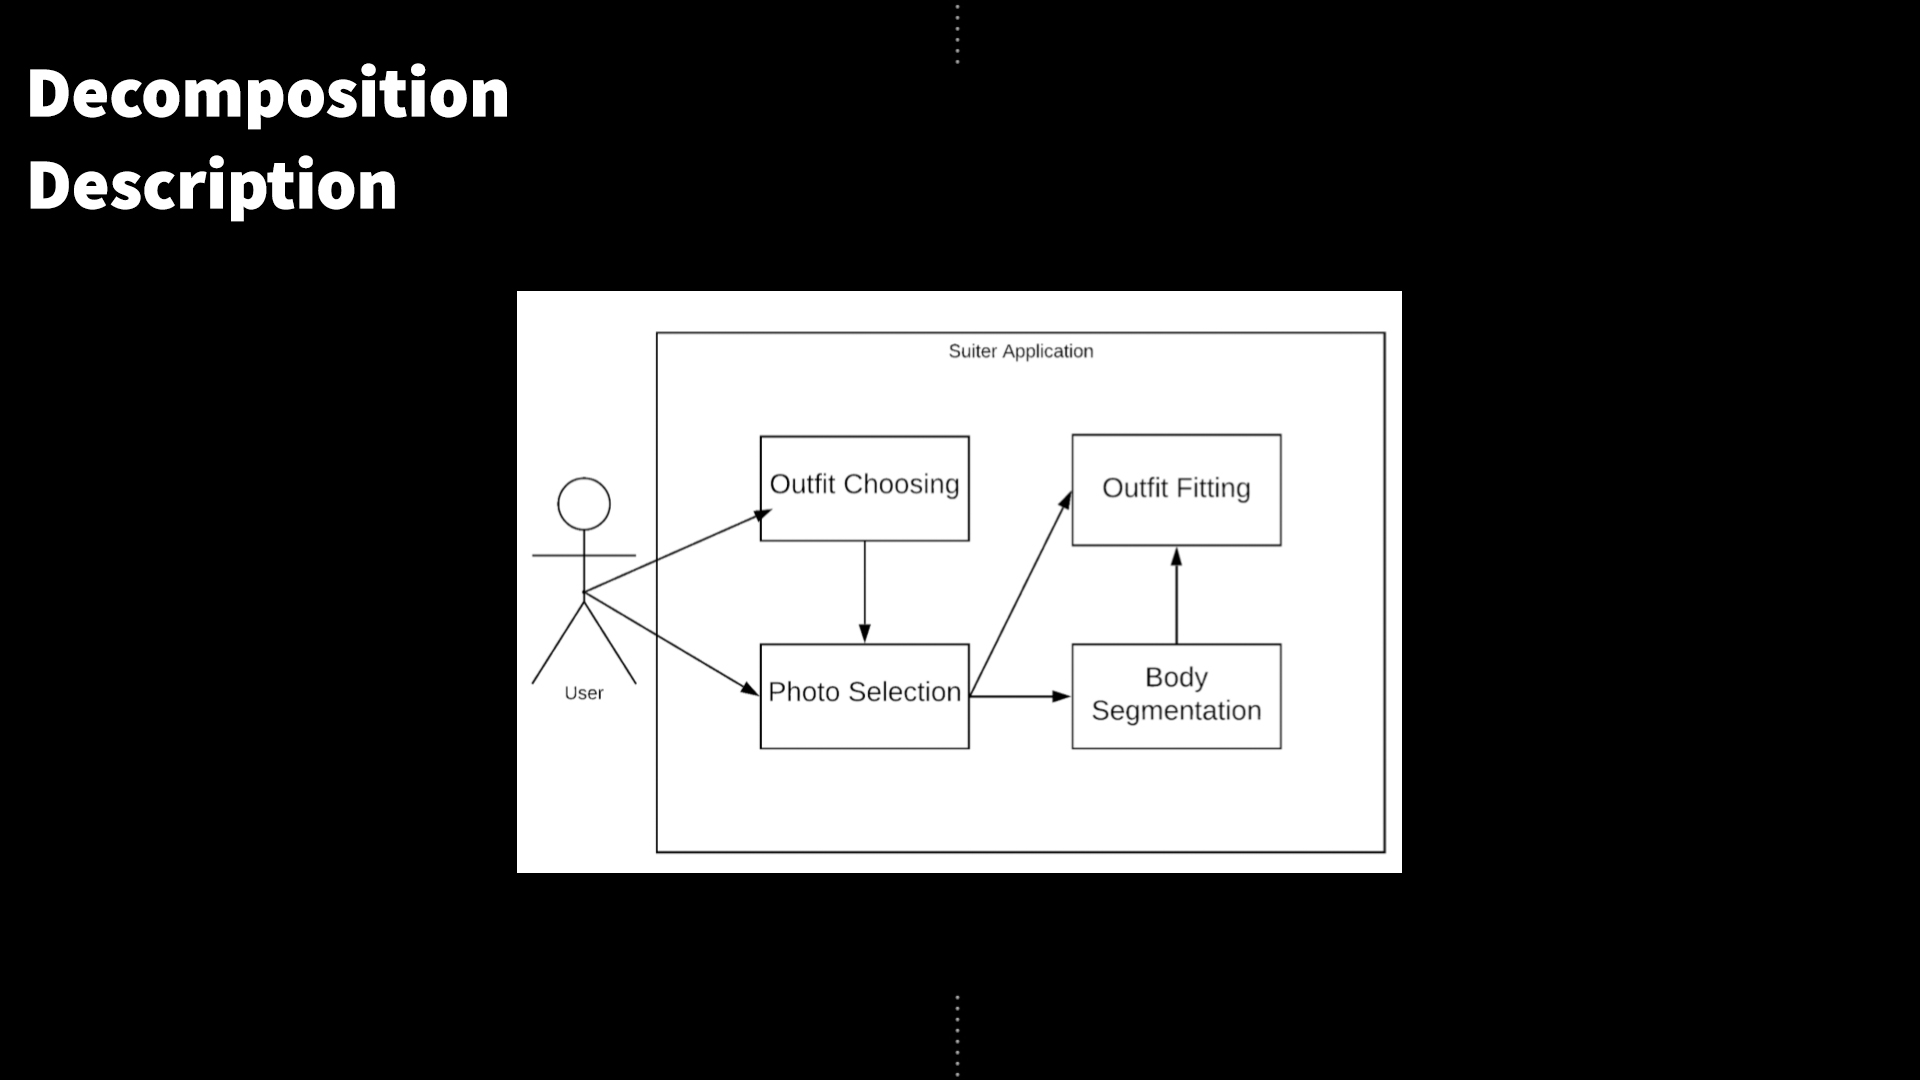 Decomposition
Description
Suiter Application
Outfit Choosing
Outfit Fitting
User
Photo Selection
Body
Segmentation